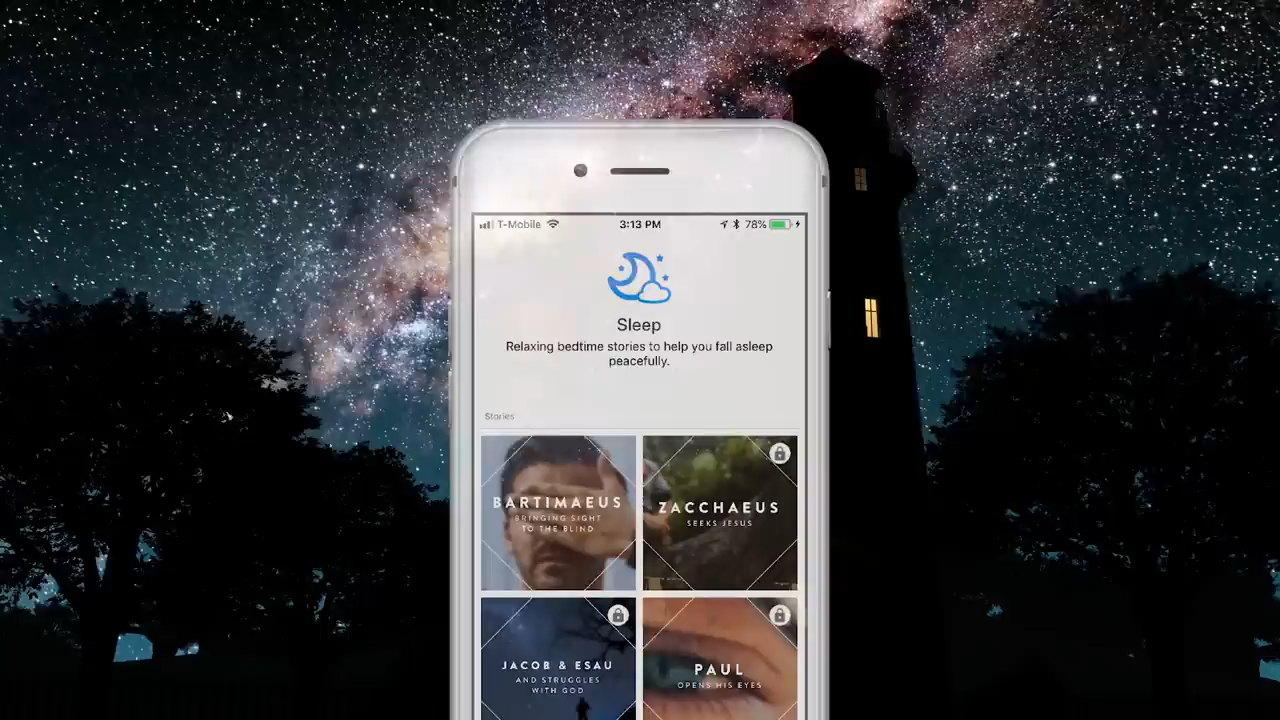 T-Mobile 3:13 PM 78%
Sleep
Relaxing bedtime stories to help you fall asleep
peacefully.
Stories
BARTIMAEUS
BRINGING SIGHT
TO THE BLIND
ZACCHAEUS
SEEKS JESUS
JACOB & ESAU
AND STRUGGLES
WITH GOD
PAUL
OPENS HIS EYES